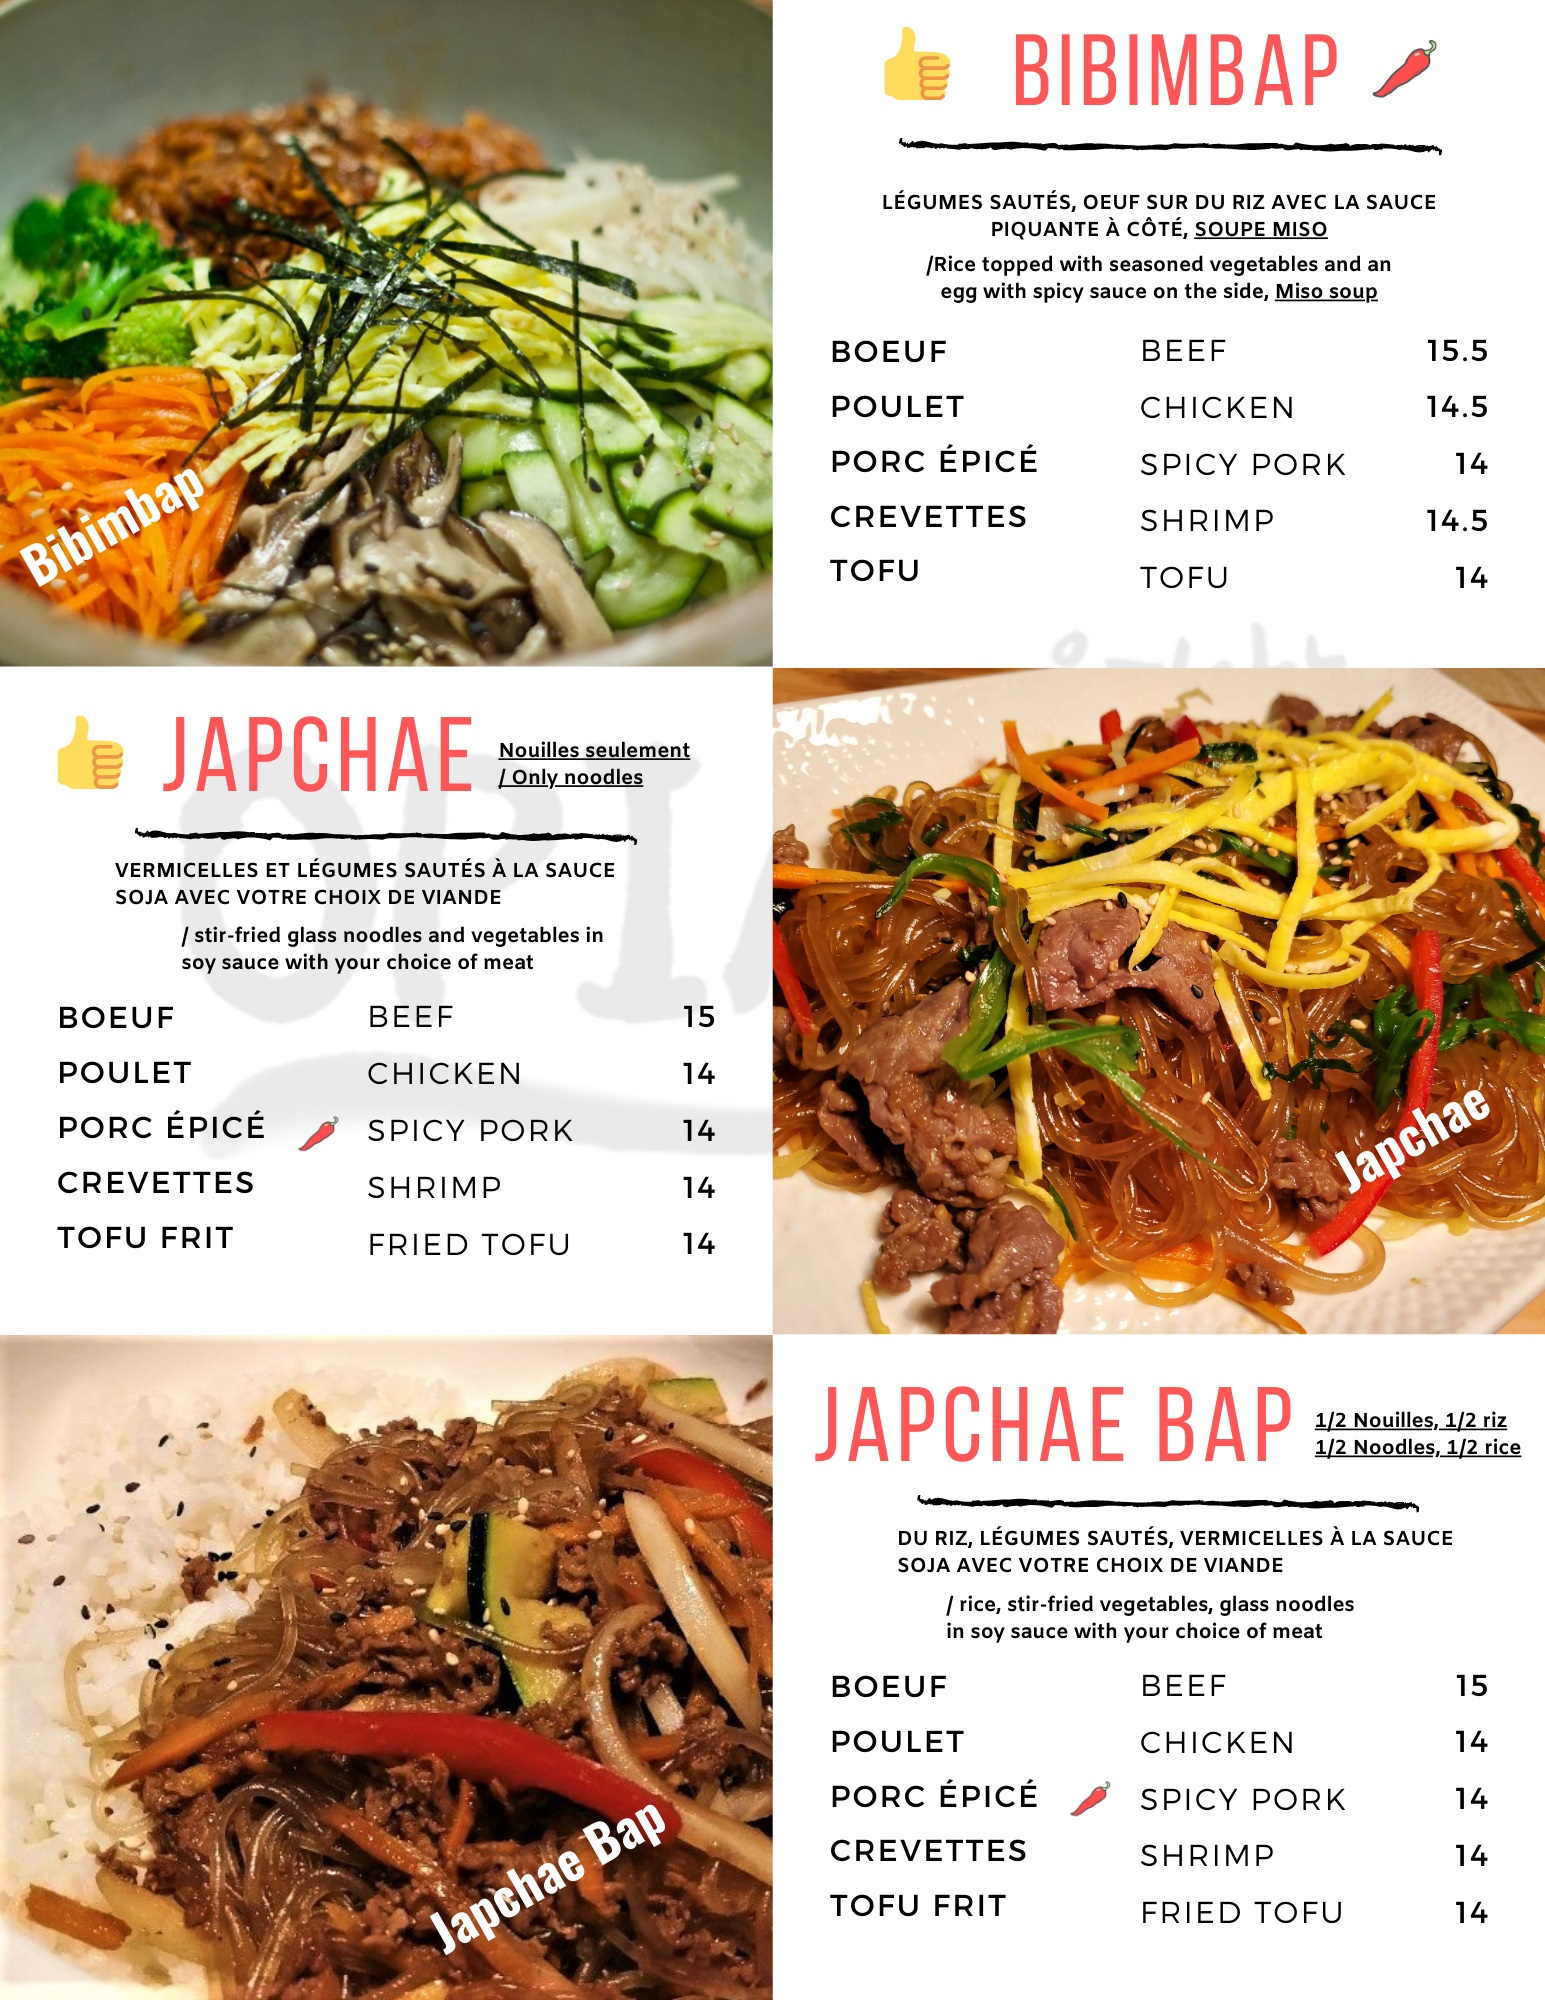 BIBIMBAP
LÉGUMES SAUTÉS, OEUF SUR DU RIZ AVEC LA SAUCE
PIQUANTE À CÔTÉ, SOUPE MISO
/Rice topped with seasoned vegetables and an
egg with spicy sauce on the side, Miso soup
BOEUF BEEF 15.5
POULET CHICKEN 14.5
PORC ÉPICÉ SPICY PORK 14
CREVETTES SHRIMP 14.5
TOFU TOFU 14
Bibimbap
JAPCHAE
Nouilles seulement
/ Only noodles
VERMICELLES ET LÉGUMES SAUTÉS À LA SAUCE
SOJA AVEC VOTRE CHOIX DE VIANDE
/ stir-fried glass noodles and vegetables in
soy sauce with your choice of meat
BOEUF BEEF 15
POULET CHICKEN 14
PORC ÉPICÉ SPICY PORK 14
CREVETTES SHRIMP 14
TOFU FRIT FRIED TOFU 14
Japchae
JAPCHAE BAP
1/2 Nouilles, 1/2 riz
1/2 Noodles, 1/2 rice
DU RIZ, LÉGUMES SAUTÉS, VERMICELLES À LA SAUCE
SOJA AVEC VOTRE CHOIX DE VIANDE
/ rice, stir-fried vegetables, glass noodles
in soy sauce with your choice of meat
BOEUF BEEF 15
POULET CHICKEN 14
PORC ÉPICÉ SPICY PORK 14
CREVETTES SHRIMP 14
TOFU FRIT FRIED TOFU 14
Japchae Bap